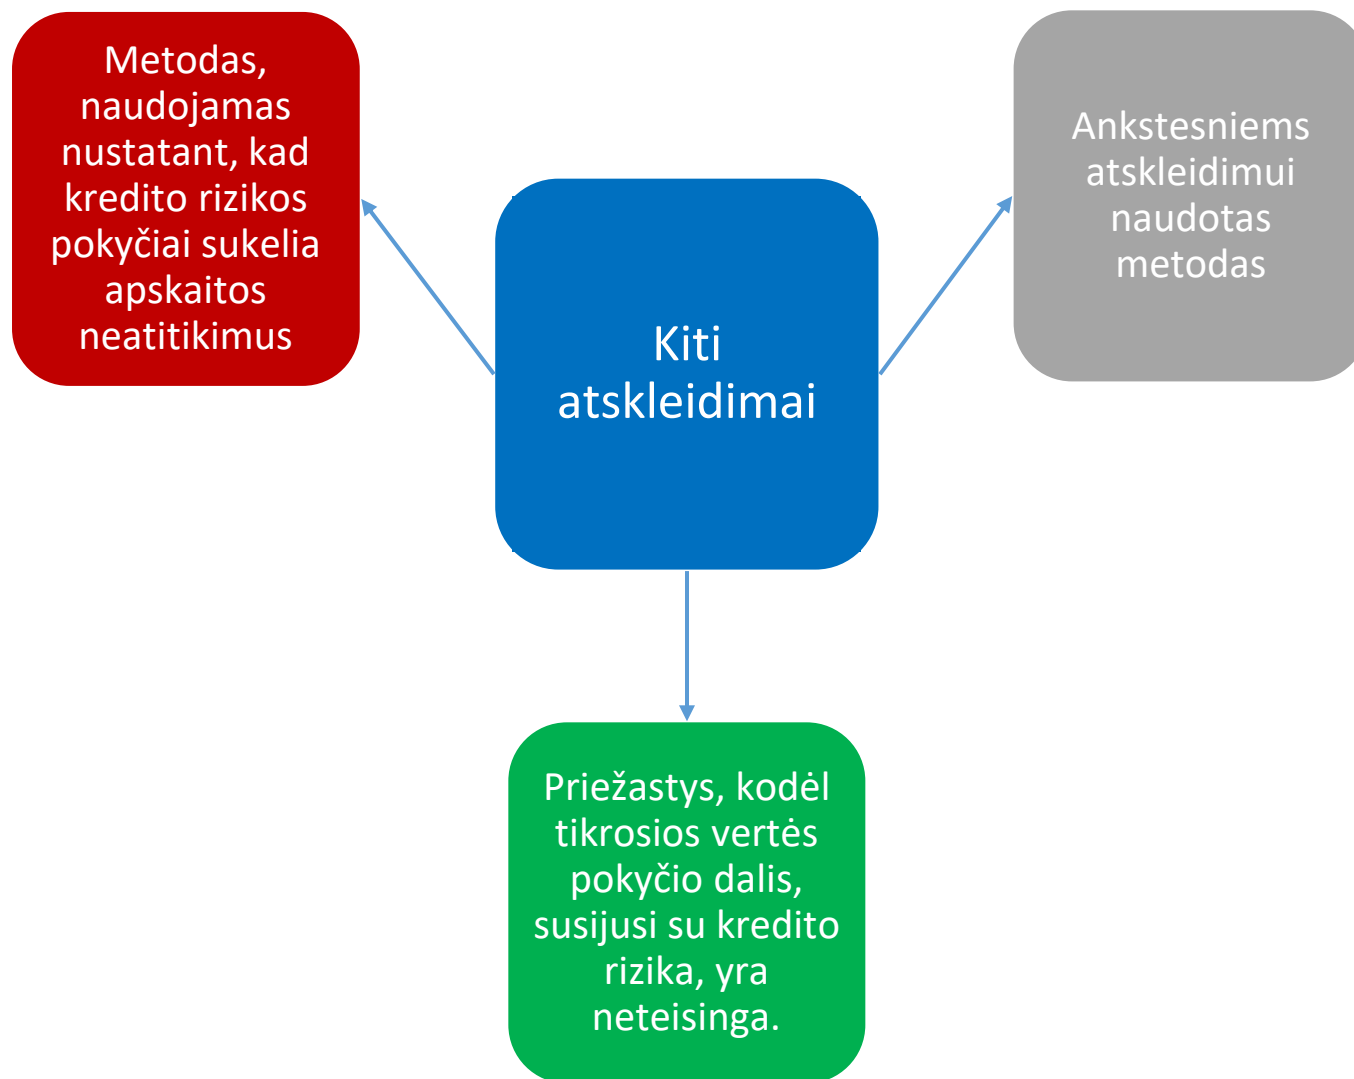 Metodas,
naudojamas
nustatant, kad
kredito rizikos
pokyčiai sukelia
apskaitos
neatitikimus
Kiti
atskleidimai
Ankstesniems
atskleidimui
naudotas
metodas
Priežastys, kodėl
tikrosios vertės
pokyčio dalis,
susijusi su kredito
rizika, yra
neteisinga.